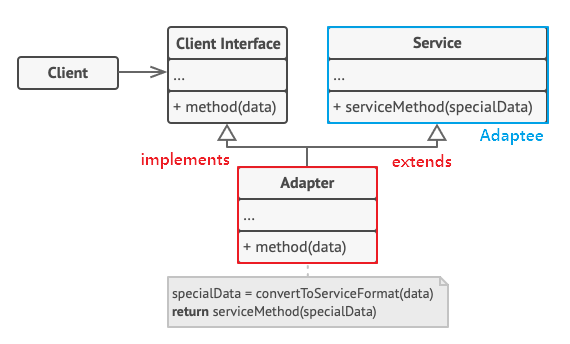 Client
Client Interface
...
+ method(data)
Service
...
+ serviceMethod(specialData)
Adaptee
implements
extends
Adapter
...
+ method(data)
specialData = convertToServiceFormat(data)
return serviceMethod(specialData)